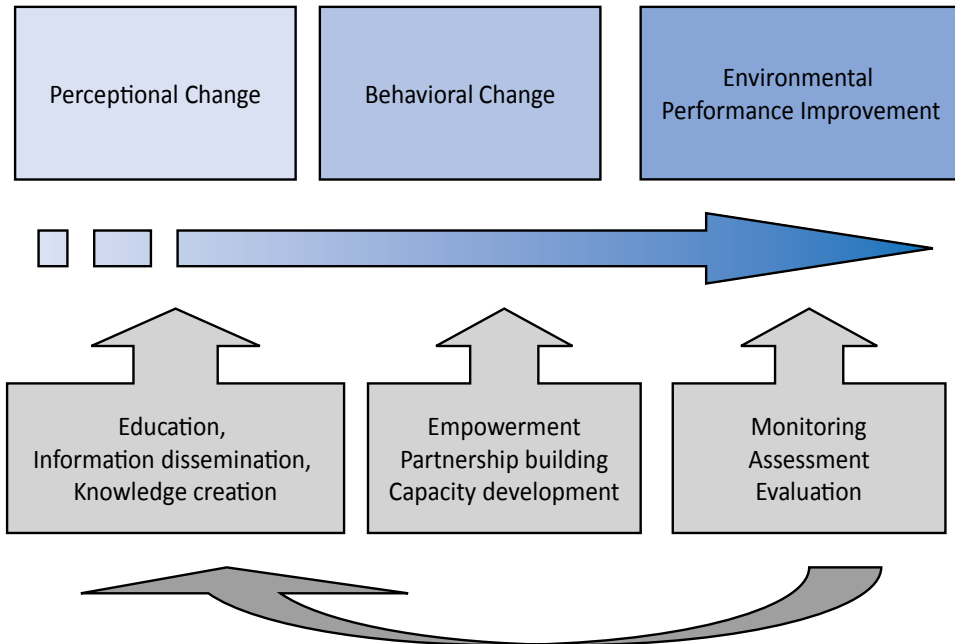 Perceptional Change
Behavioral Change
Environmental
Performance Improvement
Education,
Information dissemination,
Knowledge creation
Empowerment
Partnership building
Capacity development
Monitoring
Assessment
Evaluation